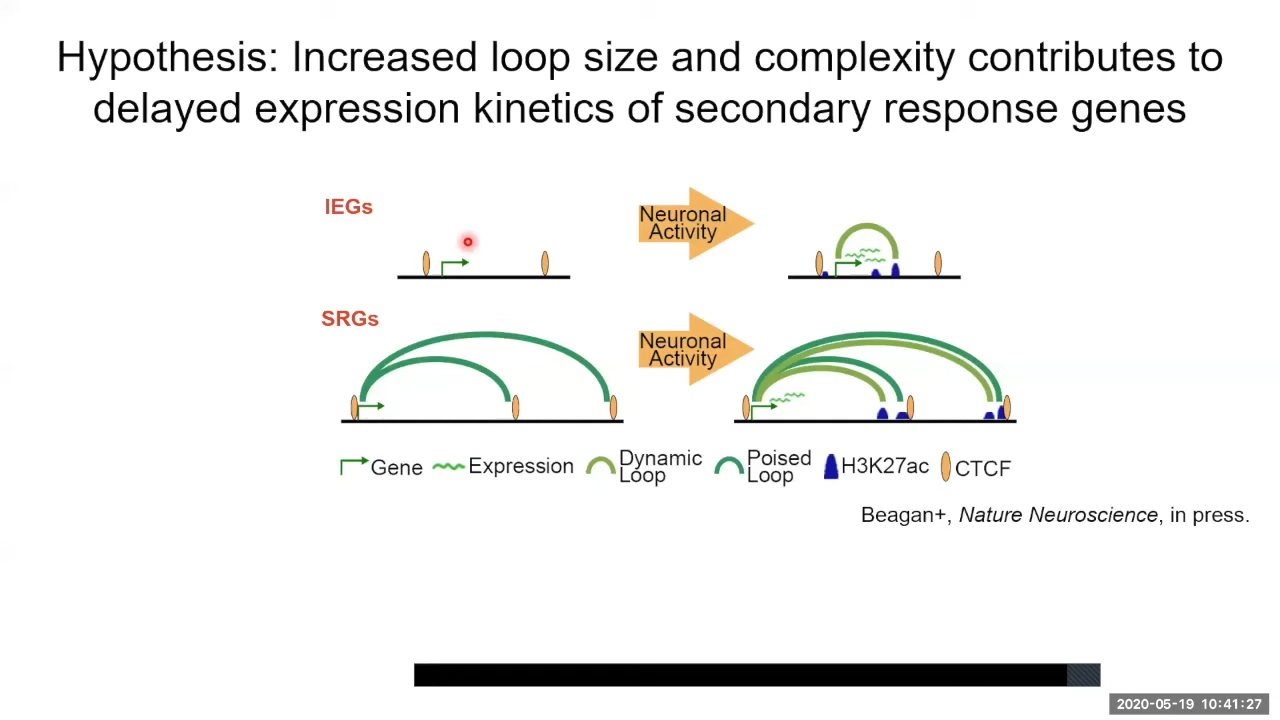 Hypothesis: Increased loop size and complexity contributes to
delayed expression kinetics of secondary response genes
IEGs
Neuronal
Activity
SRGs
Neuronal
Activity
Gene
Expression
Dynamic
Loop
Poised
Loop
H3K27ac
CTCF
Beagan+, Nature Neuroscience, in press.
2020-05-19 10:41:27